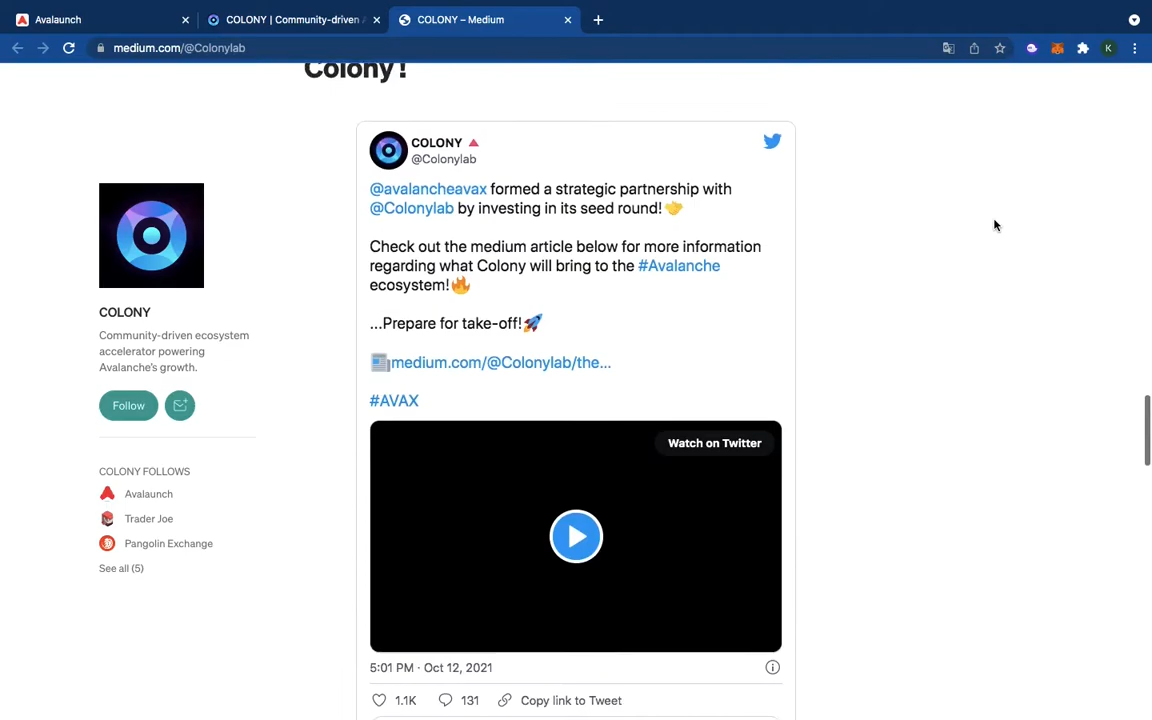 Avalaunch
COLONY | Community-driven A
COLONY – Medium
medium.com/@Colonylab
K
Colony!
COLONY
@Colonylab
@avalancheavax formed a strategic partnership with
@Colonylab by investing in its seed round!🤝
Check out the medium article below for more information
regarding what Colony will bring to the #Avalanche
ecosystem!🔥
...Prepare for take-off!🚀
📰medium.com/@Colonylab/the...
#AVAX
Watch on Twitter
5:01 PM · Oct 12, 2021
1.1K
131
Copy link to Tweet
COLONY
Community-driven ecosystem
accelerator powering
Avalanche's growth.
Follow
COLONY FOLLOWS
Avalaunch
Trader Joe
Pangolin Exchange
See all (5)